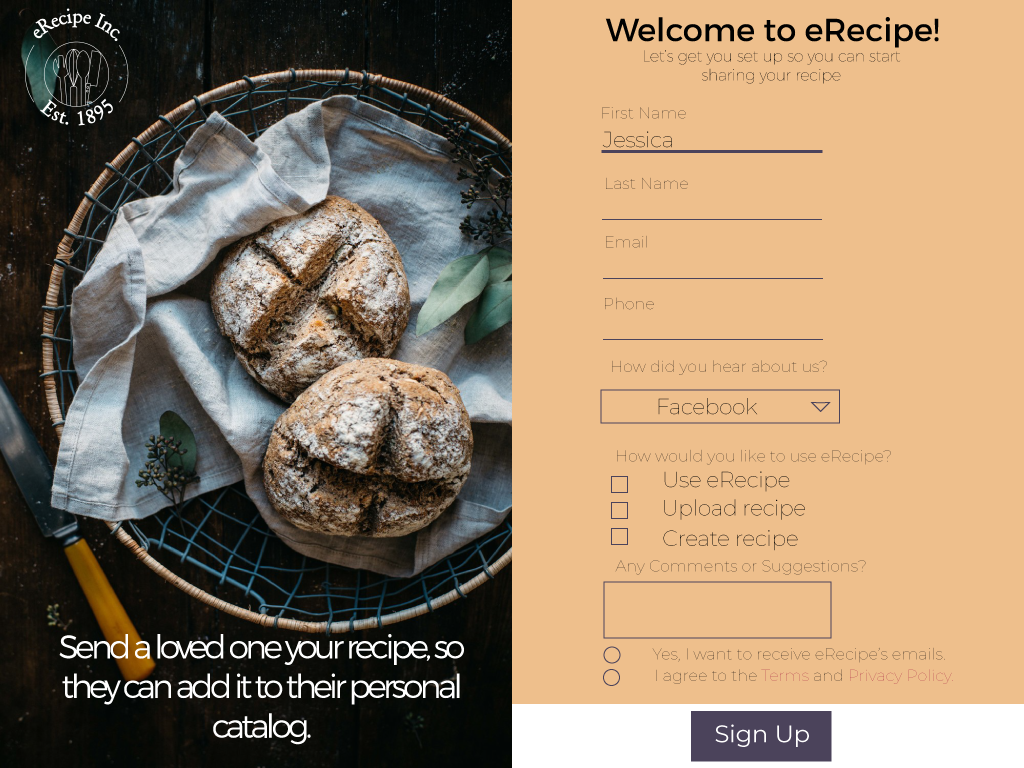 eRecipe Inc.
Est. 1895
Send a loved one your recipe, so
they can add it to their personal
catalog.
Welcome to eRecipe!
Let's get you set up so you can start
sharing your recipe
First Name
Jessica
Last Name
Email
Phone
How did you hear about us?
Facebook
How would you like to use eRecipe?
Use eRecipe
Upload recipe
Create recipe
Any Comments or Suggestions?
Yes, I want to receive eRecipe's emails.
I agree to the Terms and Privacy Policy.
Sign Up